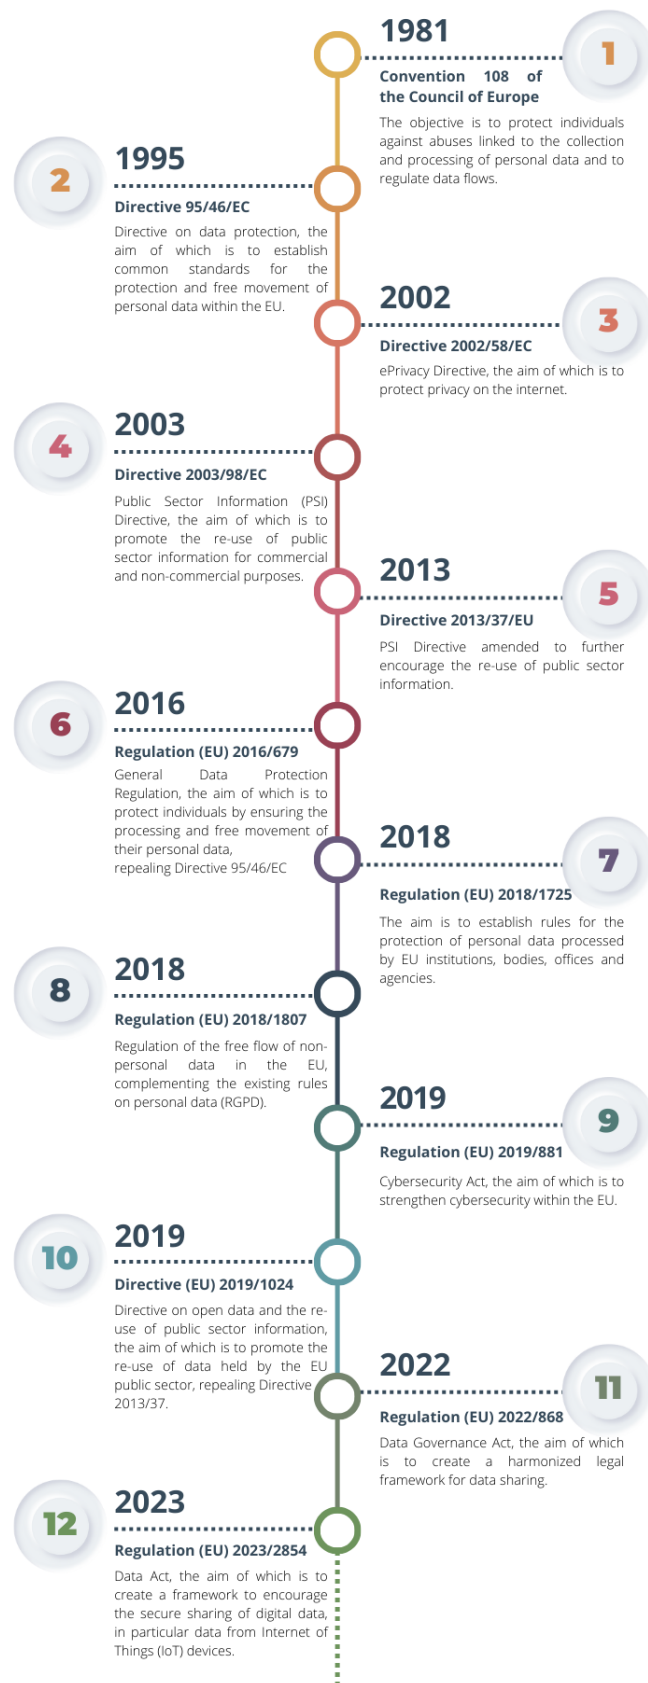 1981
1
Convention 108 of
the Council of Europe
The objective is to protect individuals
against abuses linked to the collection
and processing of personal data and to
regulate data flows.
1995
2
Directive 95/46/EC
Directive on data protection, the
aim of which is to establish
common standards for the
protection and free movement of
personal data within the EU.
2002
3
Directive 2002/58/EC
ePrivacy Directive, the aim of which is to
protect privacy on the internet.
2003
4
Directive 2003/98/EC
Public Sector Information (PSI)
Directive, the aim of which is to
promote the re-use of public
sector information for commercial
and non-commercial purposes.
2013
5
Directive 2013/37/EU
PSI Directive amended to further
encourage the re-use of public sector
information.
2016
6
Regulation (EU) 2016/679
General Data Protection
Regulation, the aim of which is to
protect individuals by ensuring the
processing and free movement of
their personal data,
repealing Directive 95/46/EC
2018
7
Regulation (EU) 2018/1725
The aim is to establish rules for the
protection of personal data processed
by EU institutions, bodies, offices and
agencies.
2018
8
Regulation (EU) 2018/1807
Regulation of the free flow of non-
personal data in the EU,
complementing the existing rules
on personal data (RGPD).
2019
9
Regulation (EU) 2019/881
Cybersecurity Act, the aim of which is to
strengthen cybersecurity within the EU.
2019
10
Directive (EU) 2019/1024
Directive on open data and the re-
use of public sector information,
the aim of which is to promote the
re-use of data held by the EU
public sector, repealing Directive
2013/37.
2022
11
Regulation (EU) 2022/868
Data Governance Act, the aim of which
is to create a harmonized legal
framework for data sharing.
2023
12
Regulation (EU) 2023/2854
Data Act, the aim of which is to
create a framework to encourage
the secure sharing of digital data,
in particular data from Internet of
Things (IoT) devices.